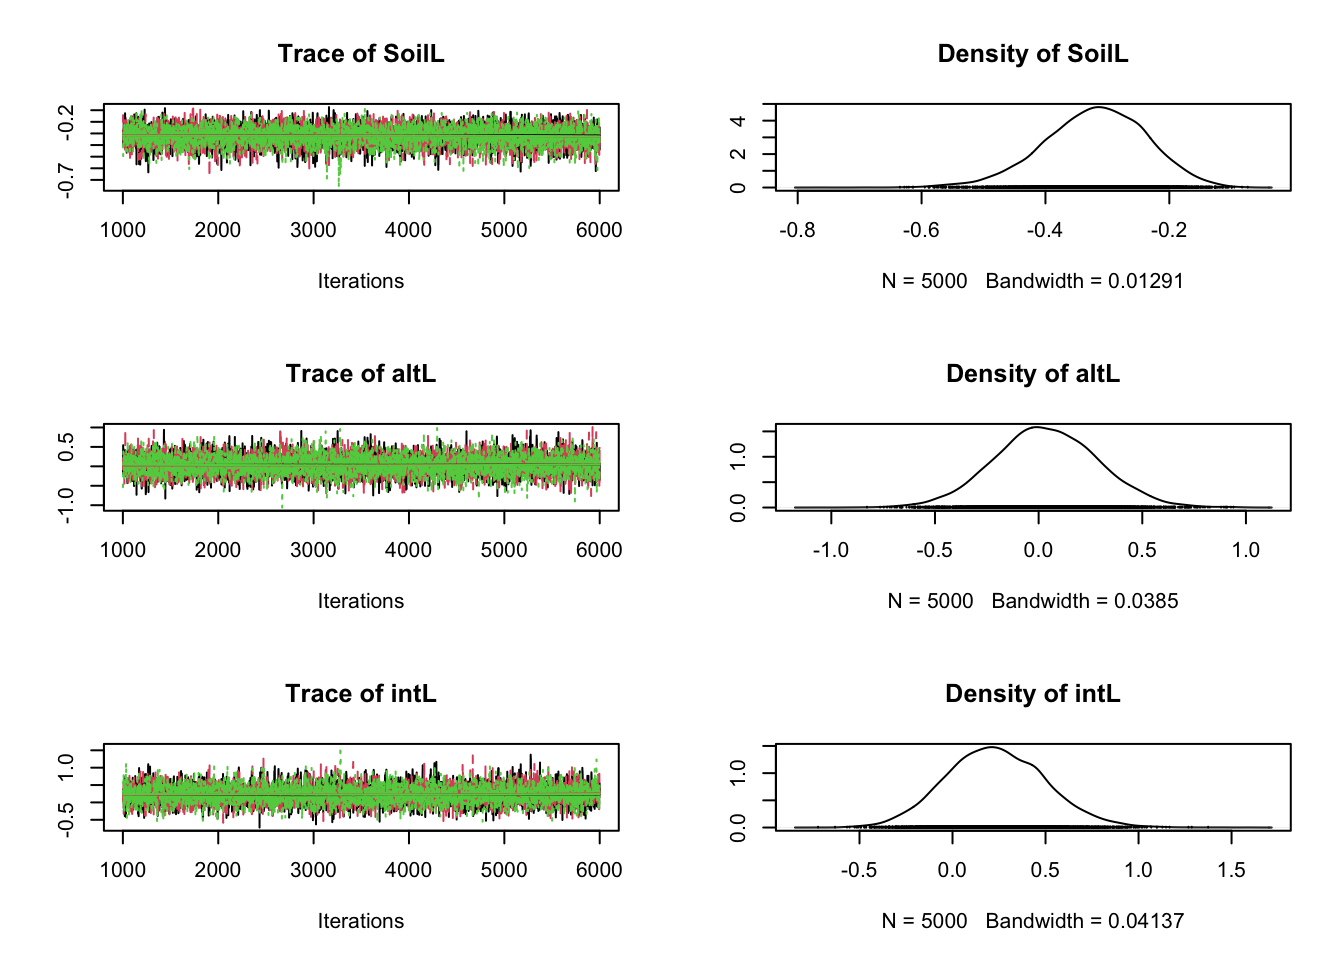 Trace of SoilL
-0.2
-0.7
1000 2000 3000 4000 5000 6000
Iterations
Density of SoilL
4
2
0
-0.8 -0.6 -0.4 -0.2
N = 5000 Bandwidth = 0.01291
Trace of altL
0.5
-1.0
1000 2000 3000 4000 5000 6000
Iterations
Density of altL
1.0
0.0
-1.0 -0.5 0.0 0.5 1.0
N = 5000 Bandwidth = 0.0385
Trace of intL
1.0
-0.5
1000 2000 3000 4000 5000 6000
Iterations
Density of intL
1.0
0.0
-0.5 0.0 0.5 1.0 1.5
N = 5000 Bandwidth = 0.04137